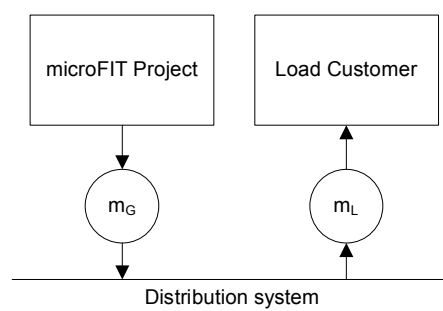 microFIT Project
Load Customer
mG
mL
Distribution system